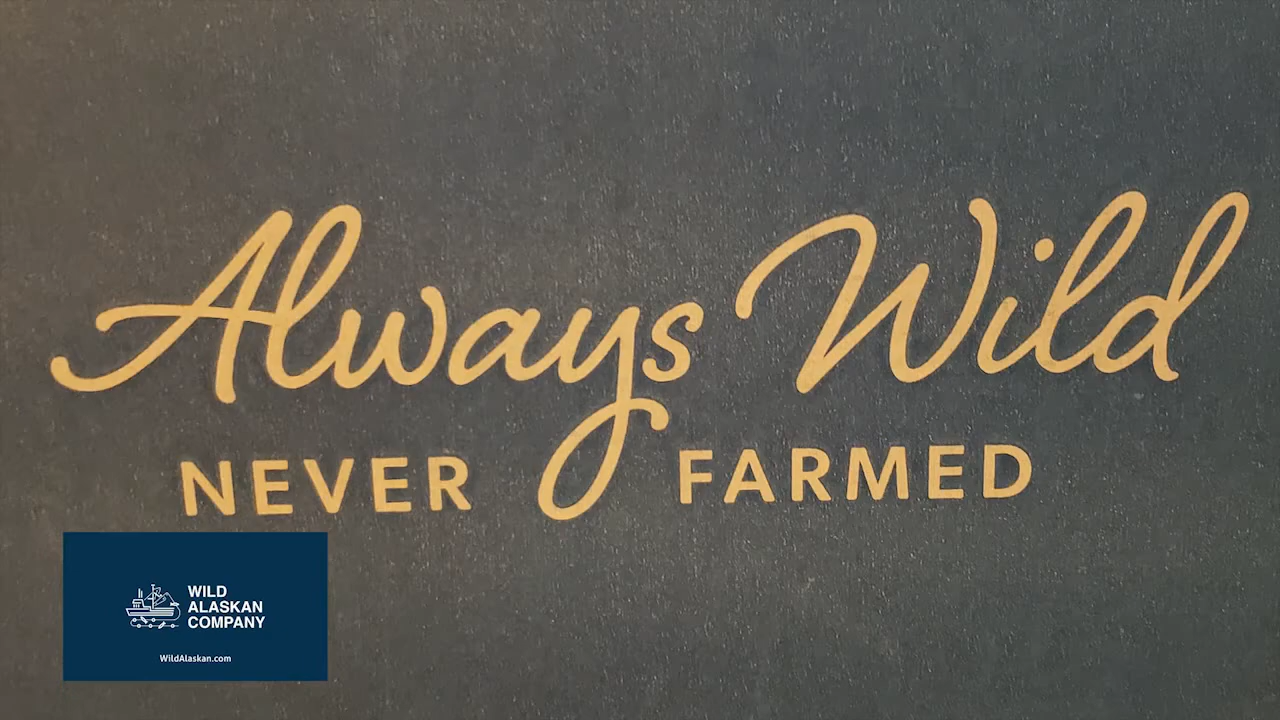 Always Wild
NEVER FARMED
WILD
ALASKAN
COMPANY
WildAlaskan.com